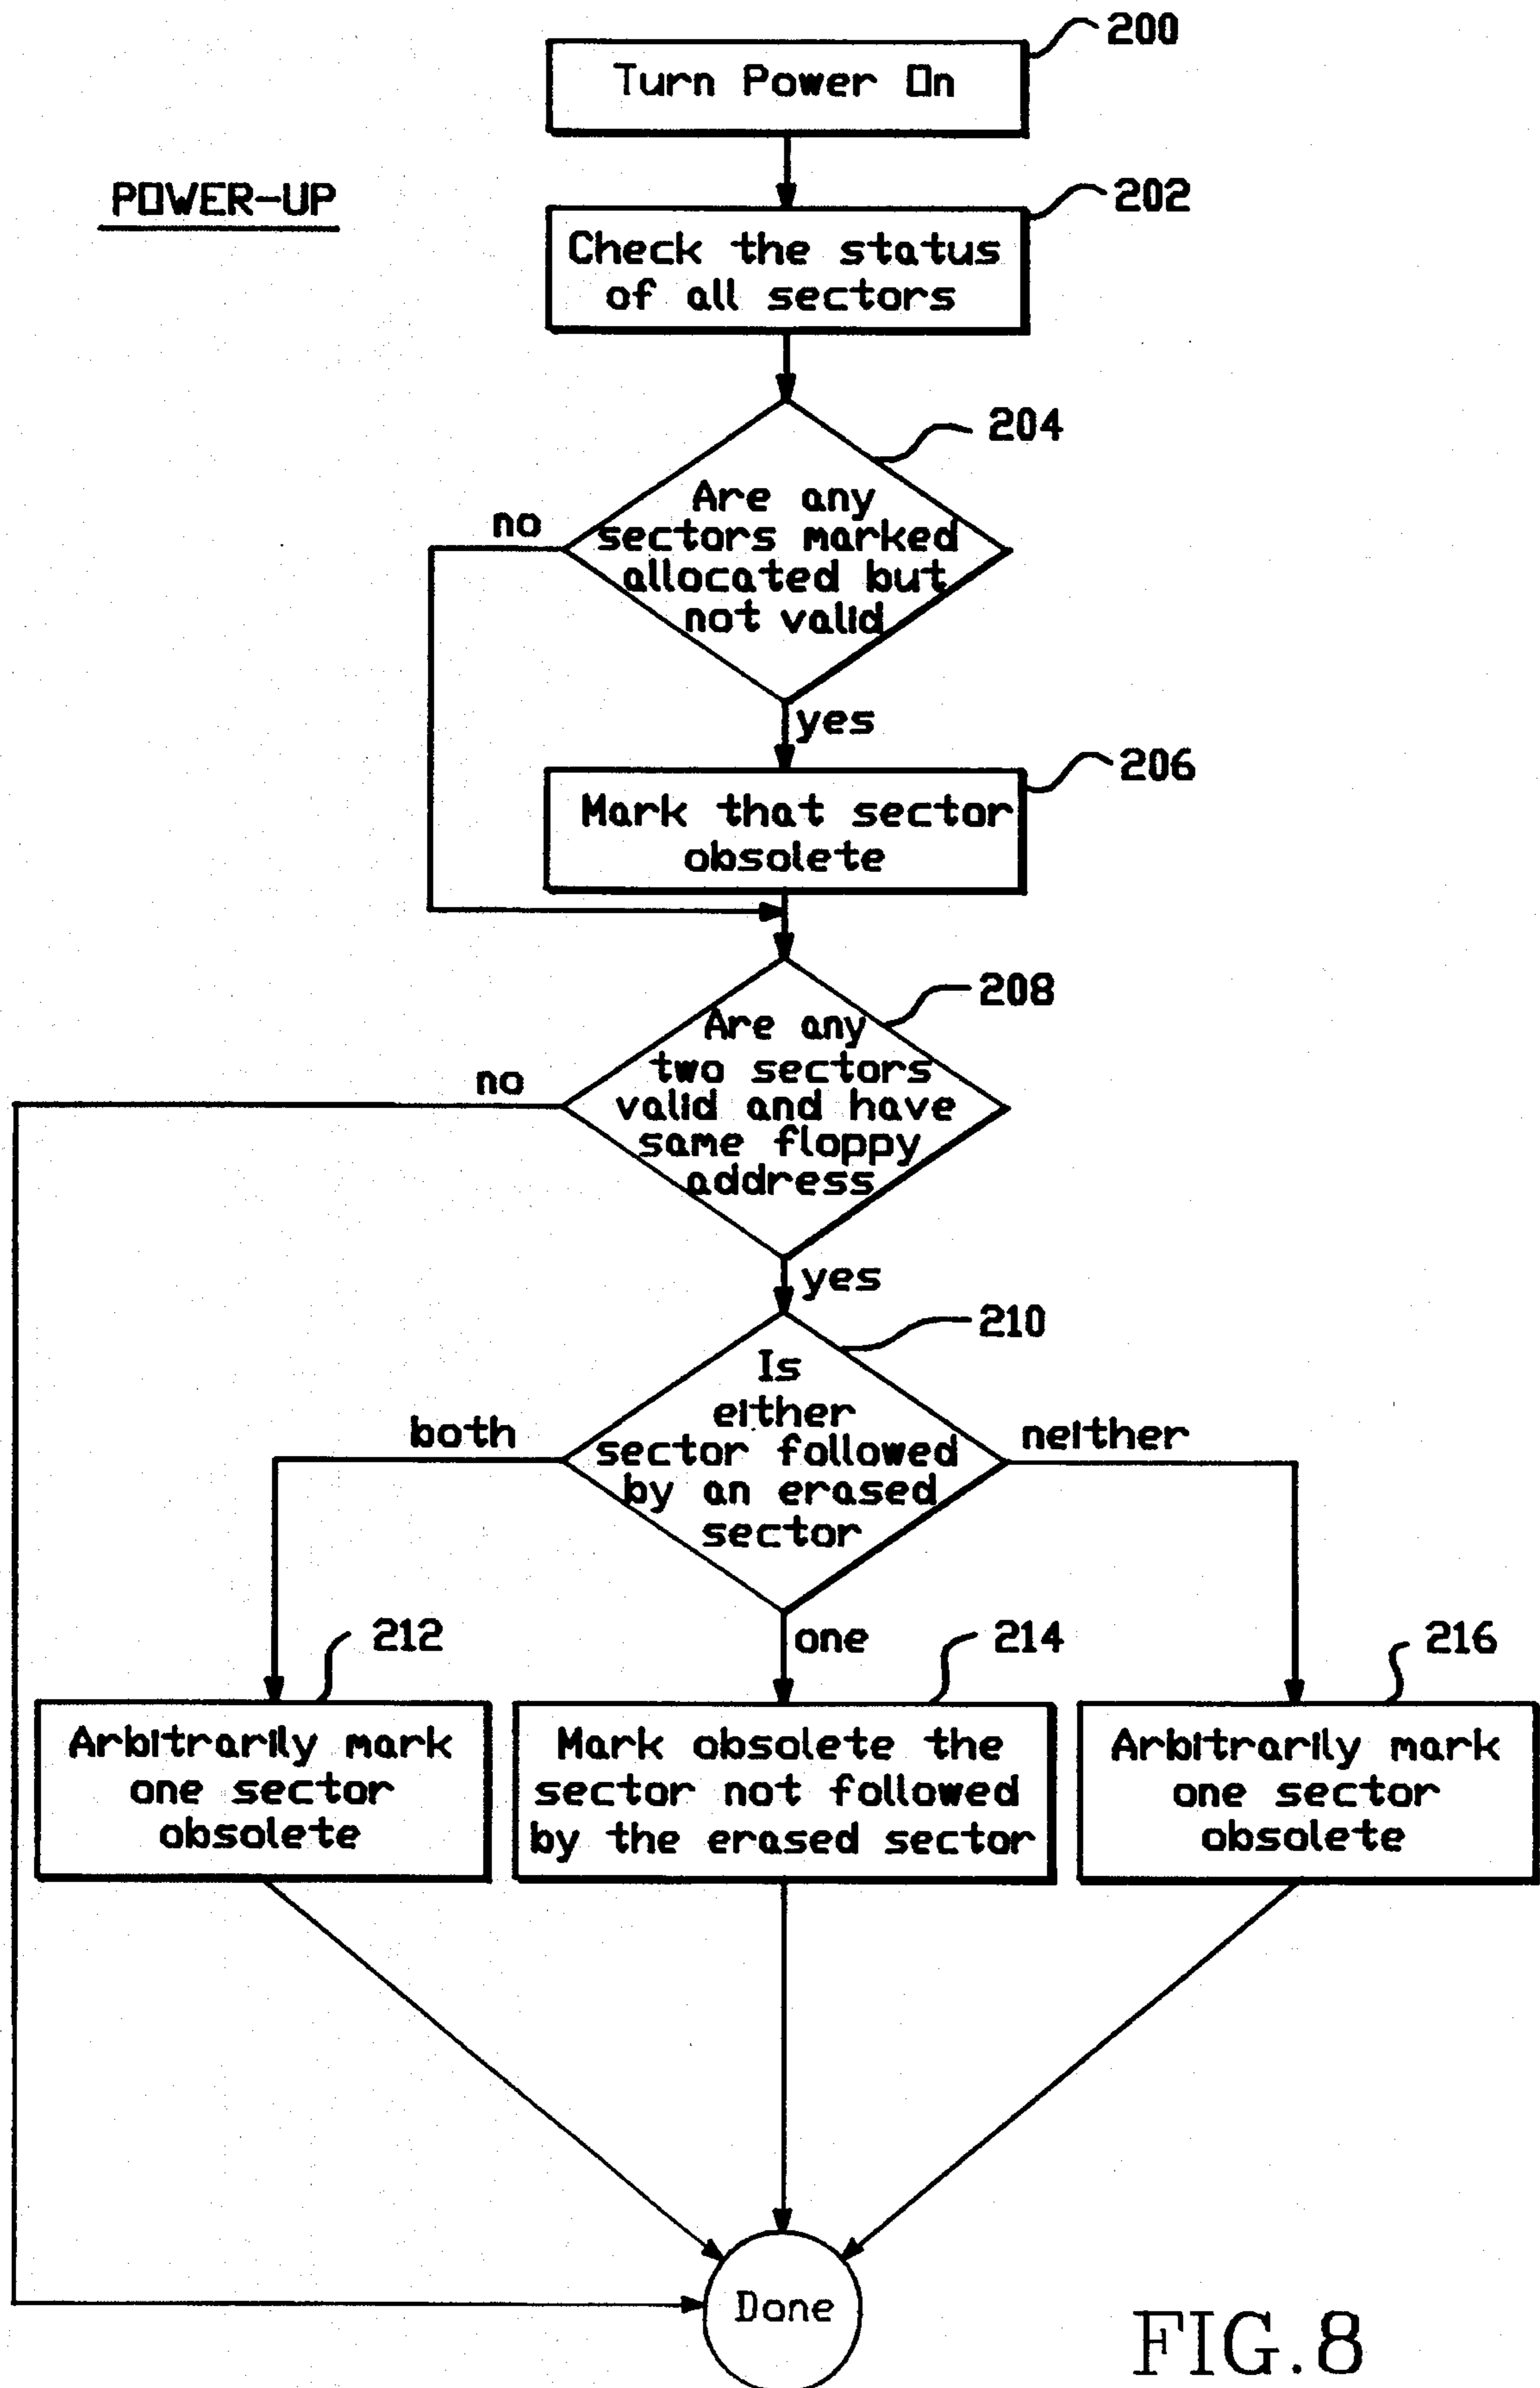 200
Turn Power On
POWER-UP
202
Check the status
of all sectors
204
Are any
sectors marked
allocated but
not valid
no
yes
206
Mark that sector
obsolete
208
Are any
two sectors
valid and have
same floppy
address
no
yes
210
Is
either
sector followed
by an erased
sector
both
neither
one
212
214
216
Arbitrarily mark
one sector
obsolete
Mark obsolete the
sector not followed
by the erased sector
Arbitrarily mark
one sector
obsolete
Done
FIG.8